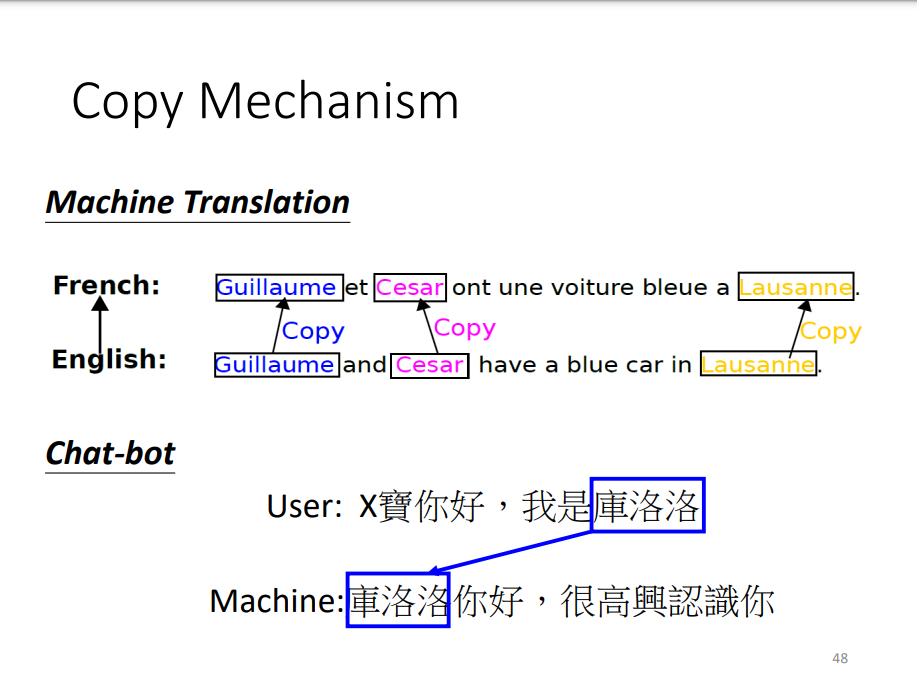 Copy Mechanism
Machine Translation
French: Guillaume et Cesar ont une voiture bleue a Lausanne.
Copy Copy Copy
English: Guillaume and Cesar have a blue car in Lausanne.
Chat-bot
User: X寶你好，我是庫洛洛
Machine:庫洛洛你好，很高興認識你
48